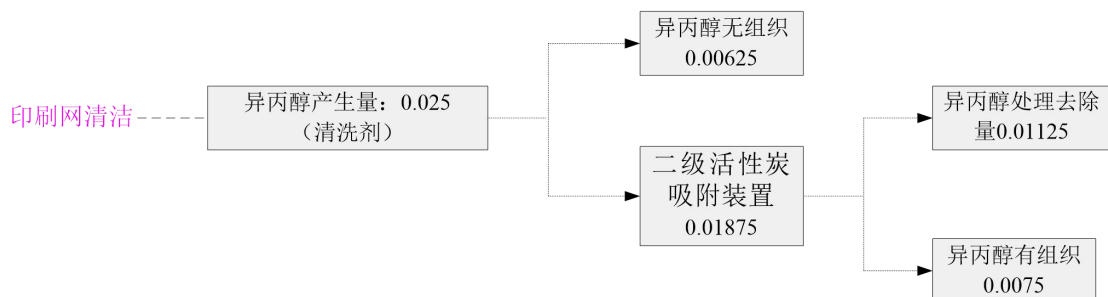 印刷网清洁
异丙醇产生量：0.025
（清洗剂）
异丙醇无组织
0.00625
二级活性炭
吸附装置
0.01875
异丙醇处理去除
量0.01125
异丙醇有组织
0.0075